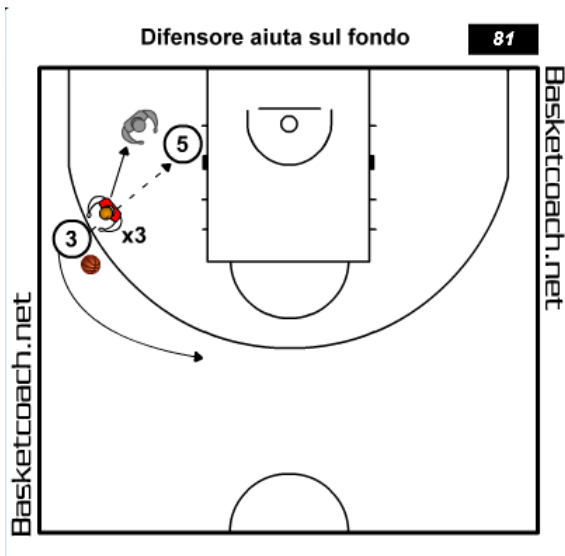 Difensore aiuta sul fondo
81
Basketcoach.net
5
3
x3
Basketcoach.net